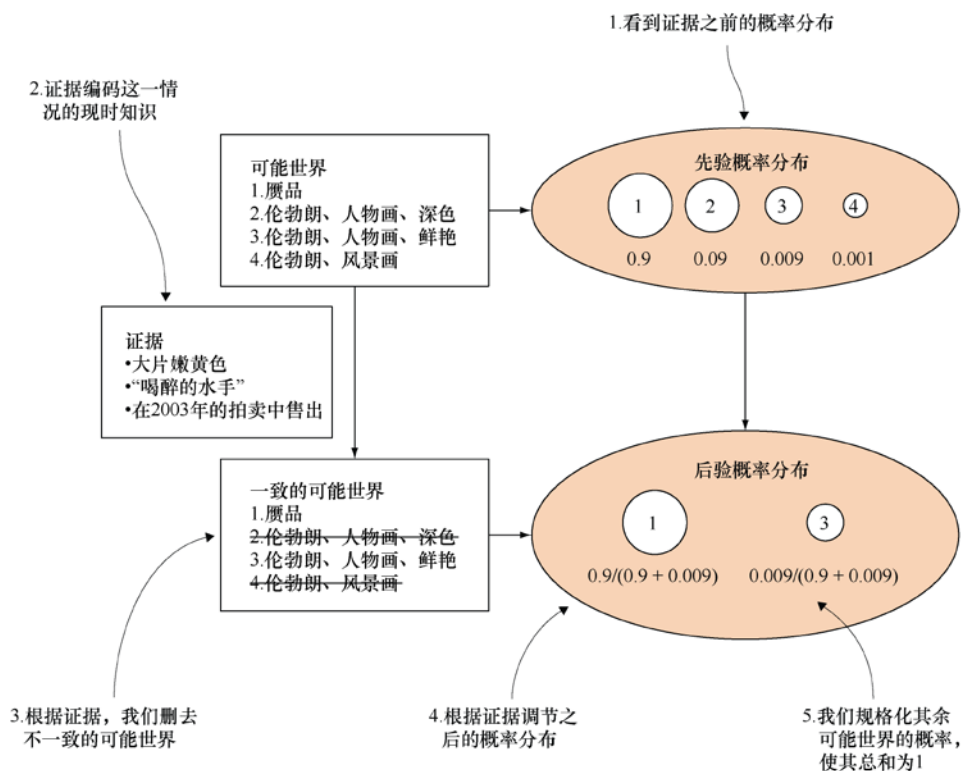 1.看到证据之前的概率分布
2.证据编码这一情
况的现时知识
可能世界
1.赝品
2.伦勃朗、人物画、深色
3.伦勃朗、人物画、鲜艳
4.伦勃朗、风景画
先验概率分布
1 2 3 4
0.9 0.09 0.009 0.001
证据
•大片嫩黄色
•“喝醉的水手”
•在2003年的拍卖中售出
一致的可能世界
1.赝品
2.伦勃朗、人物画、深色
3.伦勃朗、人物画、鲜艳
4.伦勃朗、风景画
后验概率分布
1 3
0.9/(0.9 + 0.009) 0.009/(0.9 + 0.009)
3.根据证据，我们删去
不一致的可能世界
4.根据证据调节之
后的概率分布
5.我们规格化其余
可能世界的概率，
使其总和为1